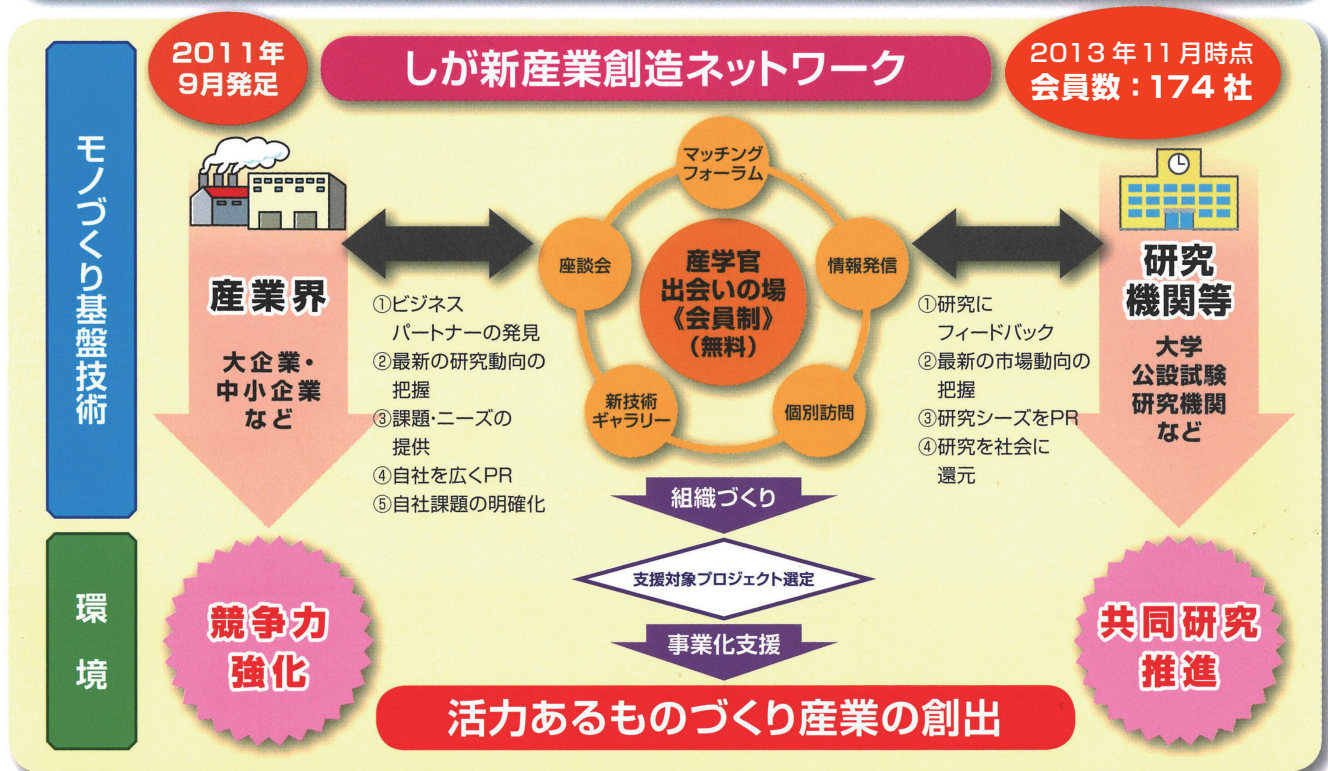 2011年
9月発足
しが新産業創造ネットワーク
2013年11月時点
会員数：174社
モノづくり基盤技術
環境
産業界
大企業・
中小企業
など
競争力
強化
①ビジネス
パートナーの発見
②最新の研究動向の
把握
③課題・ニーズの
提供
④自社を広くPR
⑤自社課題の明確化
マッチング
フォーラム
座談会
情報発信
新技術
ギャラリー
個別訪問
産学官
出会いの場
《会員制》
（無料）
組織づくり
支援対象プロジェクト選定
事業化支援
活力あるものづくり産業の創出
①研究に
フィードバック
②最新の市場動向の
把握
③研究シーズをPR
④研究を社会に
還元
研究
機関等
大学
公設試験
研究機関
など
共同研究
推進